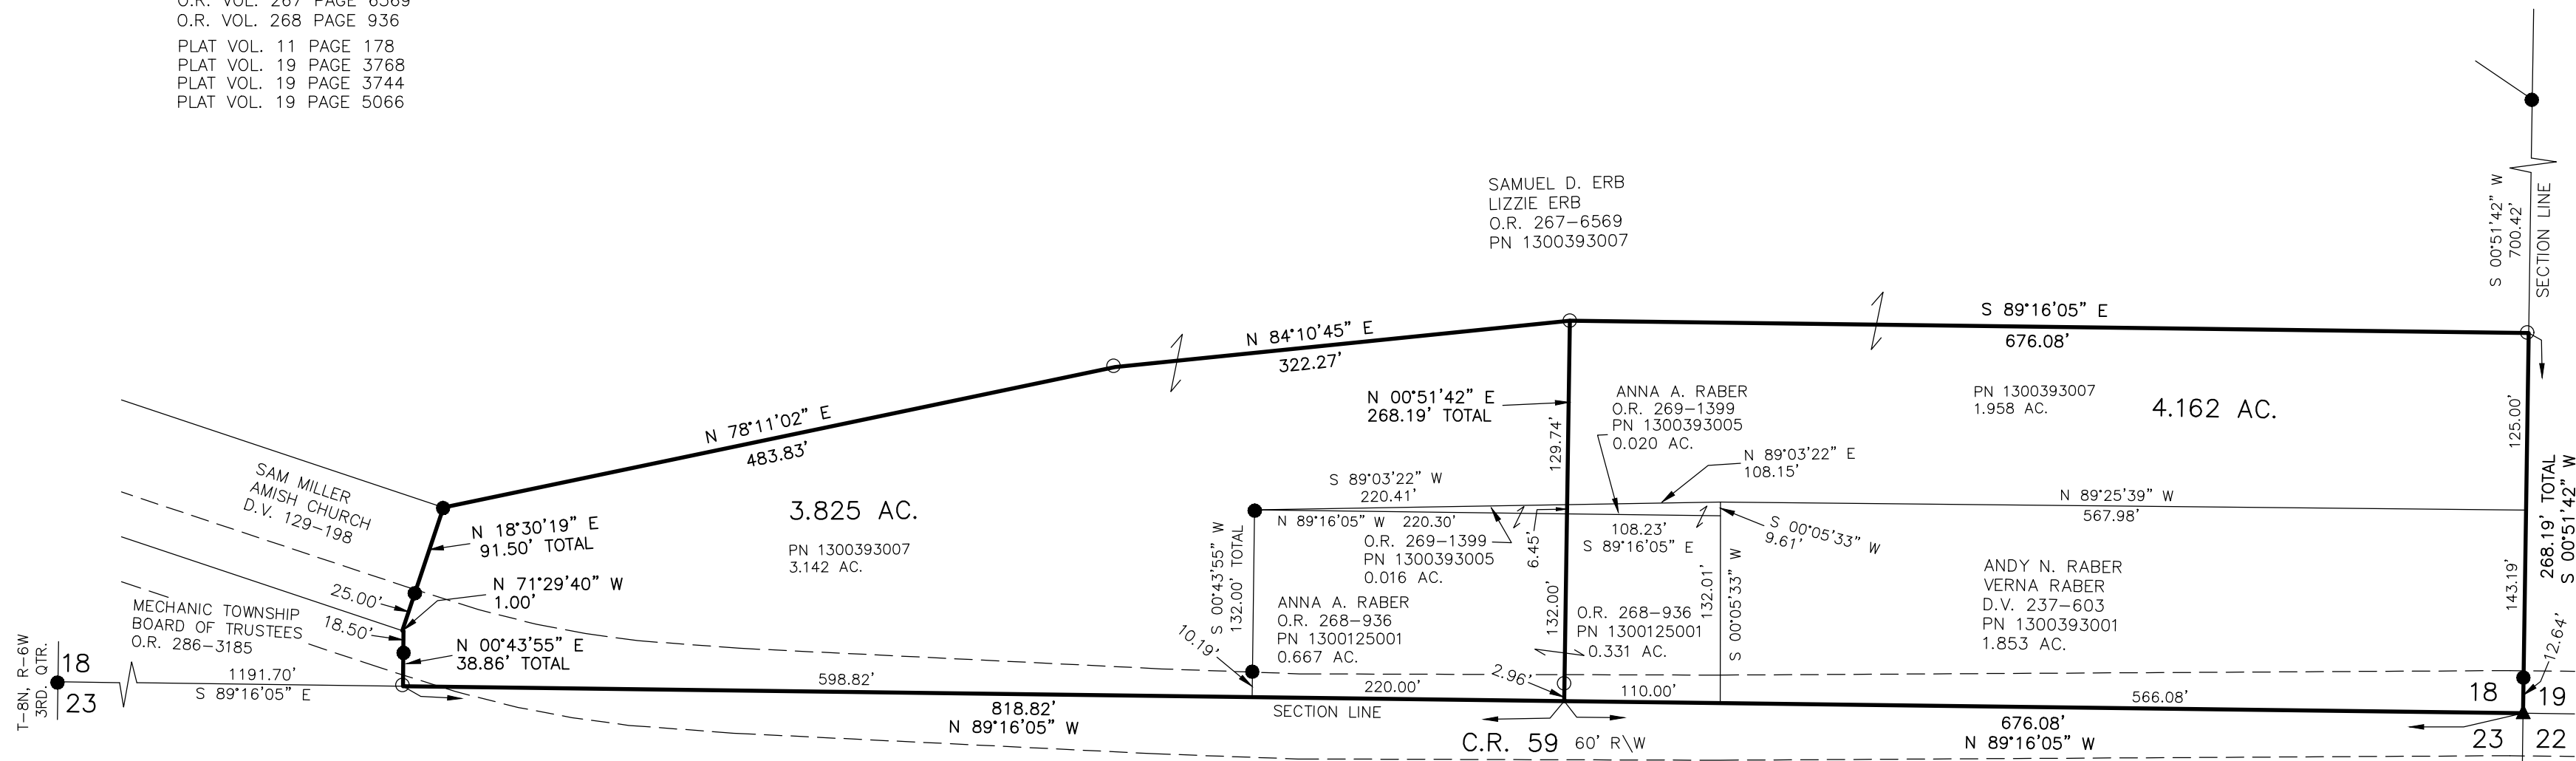 O.R. VOL. 267 PAGE 6569
O.R. VOL. 268 PAGE 936
PLAT VOL. 11 PAGE 178
PLAT VOL. 19 PAGE 3768
PLAT VOL. 19 PAGE 3744
PLAT VOL. 19 PAGE 5066
SAMUEL D. ERB
LIZZIE ERB
O.R. 267-6569
PN 1300393007
S 00°51'42" W
700.42'
SECTION LINE
S 89°16'05" E
676.08'
N 84°10'45" E
322.27'
N 78°11'02" E
483.83'
N 00°51'42" E
268.19' TOTAL
129.74'
ANNA A. RABER
O.R. 269-1399
PN 1300393005
0.020 AC.
PN 1300393007
1.958 AC.
4.162 AC.
125.00'
N 89°03'22" E
108.15'
S 89°03'22" W
220.41'
N 89°25'39" W
567.98'
268.19' TOTAL
S 00°51'42" W
SAM MILLER
AMISH CHURCH
D.V. 129-198
N 18°30'19" E
91.50' TOTAL
3.825 AC.
PN 1300393007
3.142 AC.
N 89°16'05" W 220.30'
O.R. 269-1399
PN 1300393005
0.016 AC.
6.45'
108.23'
S 89°16'05" E
S 00°05'33" W
9.61'
S 00°43'55" W
132.00' TOTAL
ANNA A. RABER
O.R. 268-936
PN 1300125001
0.667 AC.
132.00'
O.R. 268-936
PN 1300125001
0.331 AC.
132.01'
S 00°05'33" W
ANDY N. RABER
VERNA RABER
D.V. 237-603
PN 1300393001
1.853 AC.
143.19'
12.64'
N 71°29'40" W
1.00'
25.00'
18.50'
MECHANIC TOWNSHIP
BOARD OF TRUSTEES
O.R. 286-3185
N 00°43'55" E
38.86' TOTAL
T-8N, R-6W
3RD. QTR.
18
23
1191.70'
S 89°16'05" E
598.82'
10.19'
220.00'
2.96'
110.00'
566.08'
18
19
818.82'
N 89°16'05" W
SECTION LINE
C.R. 59 60' R\W
676.08'
N 89°16'05" W
23
22